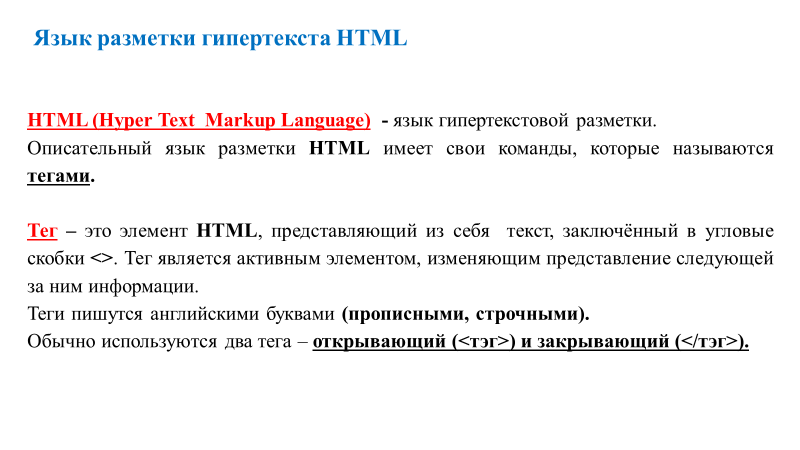 Язык разметки гипертекста HTML
HTML (Hyper Text Markup Language) - язык гипертекстовой разметки.
Описательный язык разметки HTML имеет свои команды, которые называются
тегами.
Тег – это элемент HTML, представляющий из себя текст, заключённый в угловые
скобки <>. Тег является активным элементом, изменяющим представление следующей
за ним информации.
Теги пишутся английскими буквами (прописными, строчными).
Обычно используются два тега – открывающий (<тэг>) и закрывающий (</тэг>).